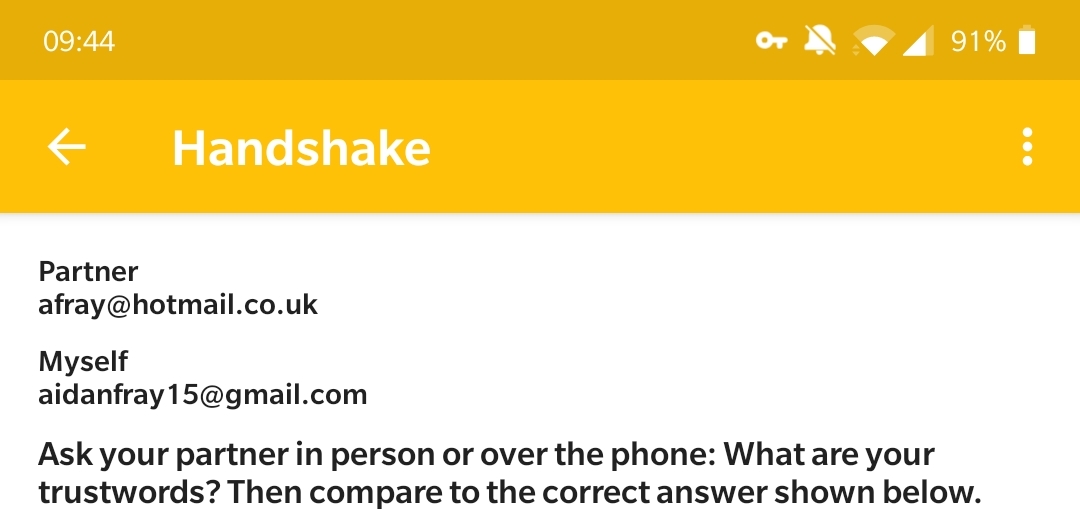 09:44
91%
Handshake
Partner
afray@hotmail.co.uk
Myself
aidanfray15@gmail.com
Ask your partner in person or over the phone: What are your
trustwords? Then compare to the correct answer shown below.